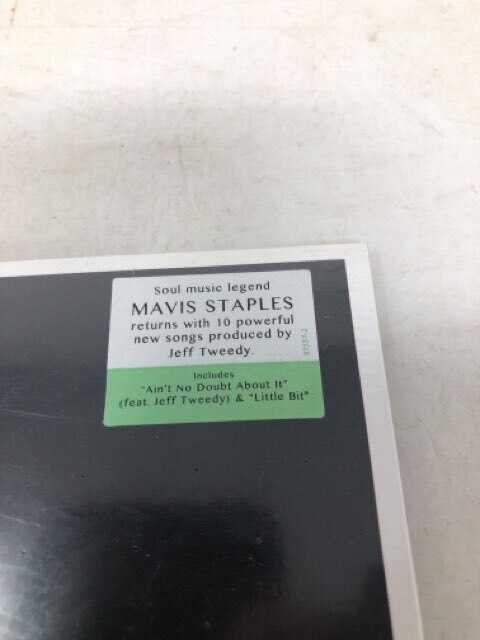 Soul music legend
MAVIS STAPLES
returns with 10 powerful
new songs produced by
Jeff Tweedy.
Includes
"Ain't No Doubt About It"
(feat. Jeff Tweedy) & "Little Bit"